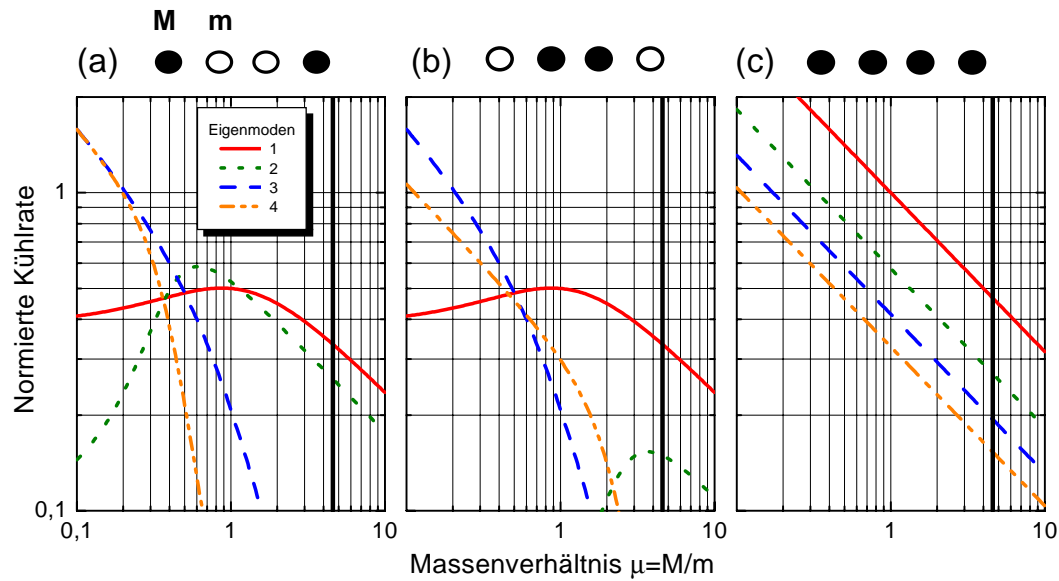 M m
(a)
(b)
(c)
Eigenmoden
1
2
3
4
Normierte Kühlrate
1
0,1
0,1 1 10
1 10
1 10
Massenverhältnis μ=M/m